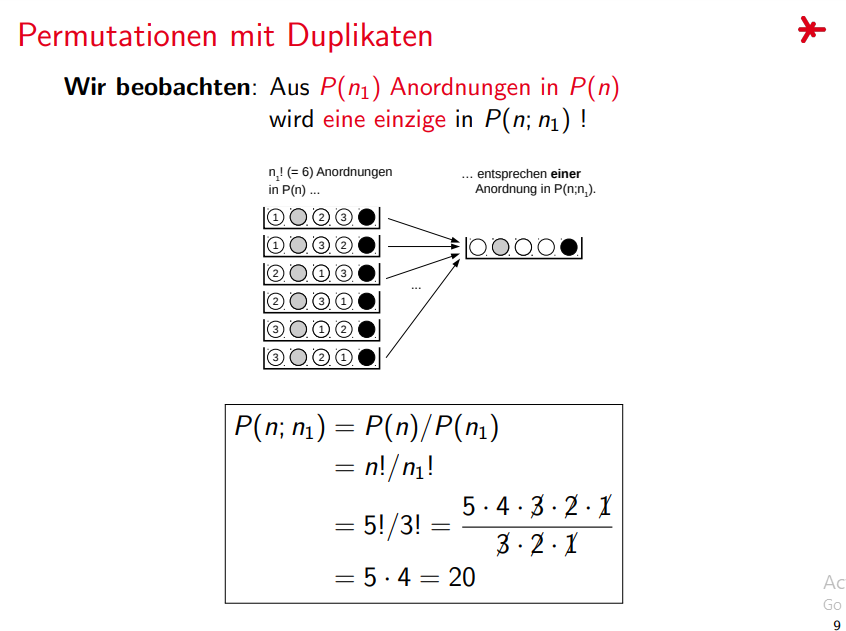 Permutationen mit Duplikaten
Wir beobachten: Aus P(n₁) Anordnungen in P(n)
wird eine einzige in P(n; n₁) !
n₁! (= 6) Anordnungen
in P(n) ...
... entsprechen einer
Anordnung in P(n;n₁).
1 2 3
1 3 2
2 1 3
2 3 1
3 1 2
3 2 1
...
P(n; n₁) = P(n)/P(n₁)
= n!/n₁!
= 5!/3! = 5 · 4 · 3 · 2 · 1
3 · 2 · 1
= 5 · 4 = 20
Ac
Go
9